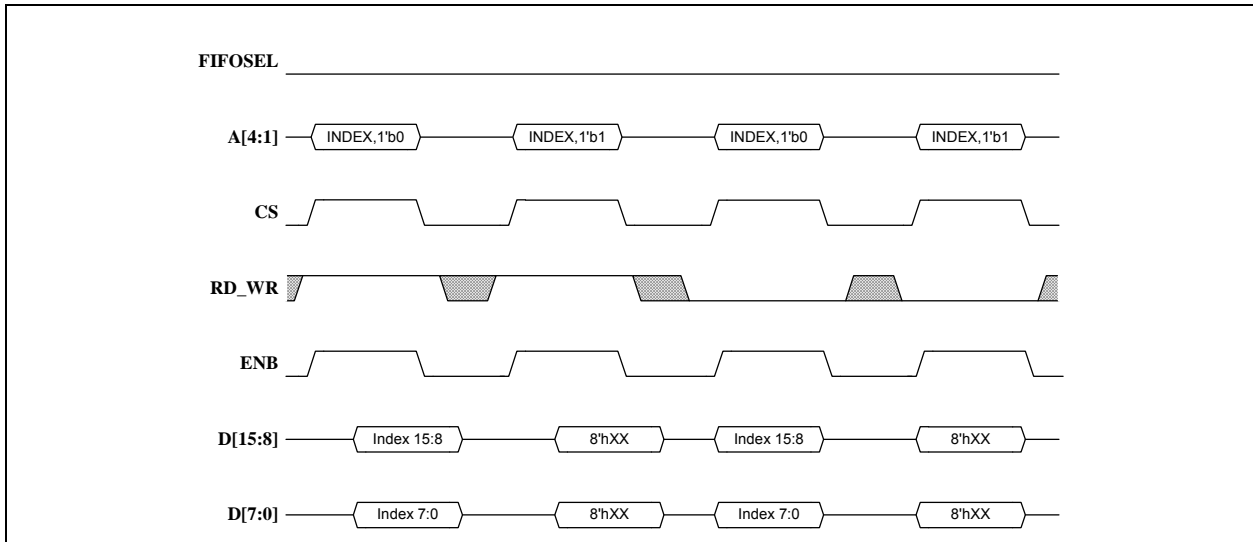 FIFOSEL
A[4:1] INDEX,1'b0 INDEX,1'b1 INDEX,1'b0 INDEX,1'b1
CS
RD_WR
ENB
D[15:8] Index 15:8 8'hXX Index 15:8 8'hXX
D[7:0] Index 7:0 8'hXX Index 7:0 8'hXX